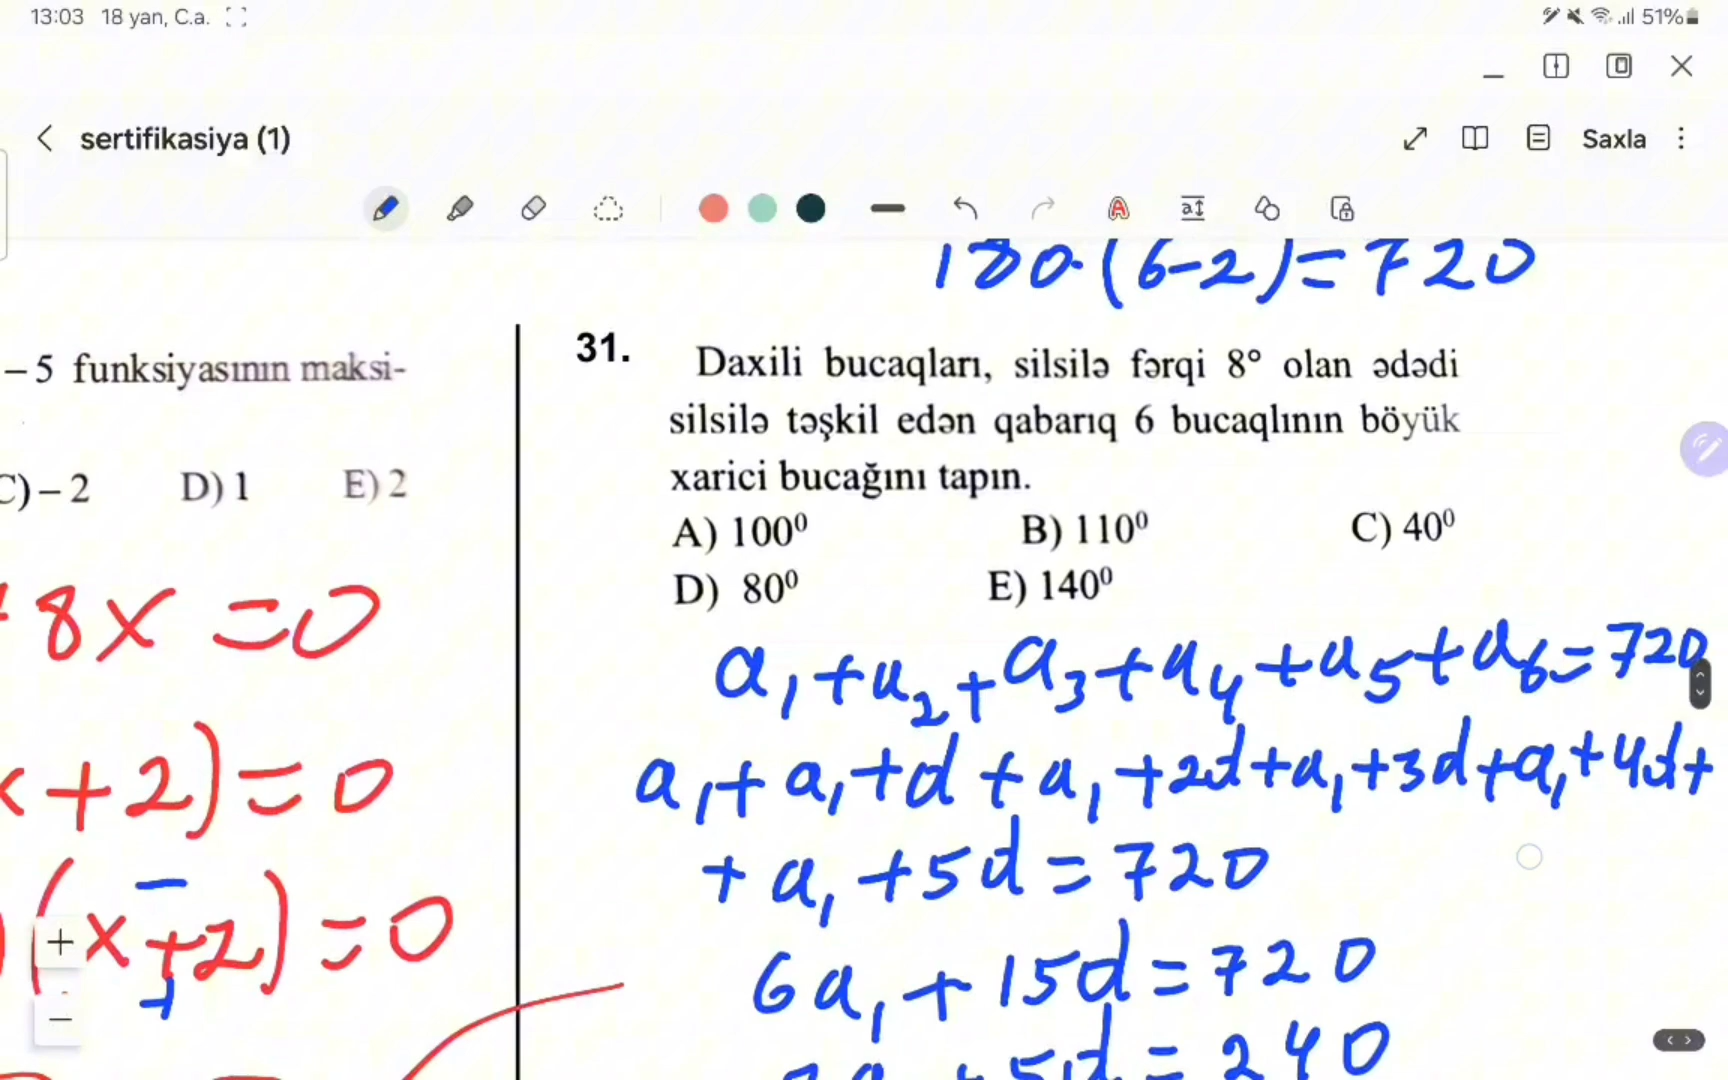 13:03 18 yan, C.a.
51%
sertifikasiya (1)
Saxla
180·(6-2)=720
– 5 funksiyasının maksi-
C) – 2 D) 1 E) 2
8x =0
x+2)=0
(x+2)=0
31. Daxili bucaqları, silsilə fərqi 8° olan ədədi
silsilə təşkil edən qabarıq 6 bucaqlının böyük
xarici bucağını tapın.
A) 100⁰ B) 110⁰ C) 40⁰
D) 80⁰ E) 140⁰
a₁+a₂+a₃+a₄+a₅+a₆=720
a₁+a₁+d+a₁+2d+a₁+3d+a₁+4d+
+a₁+5d=720
6a₁+15d=720
2a +5d=240